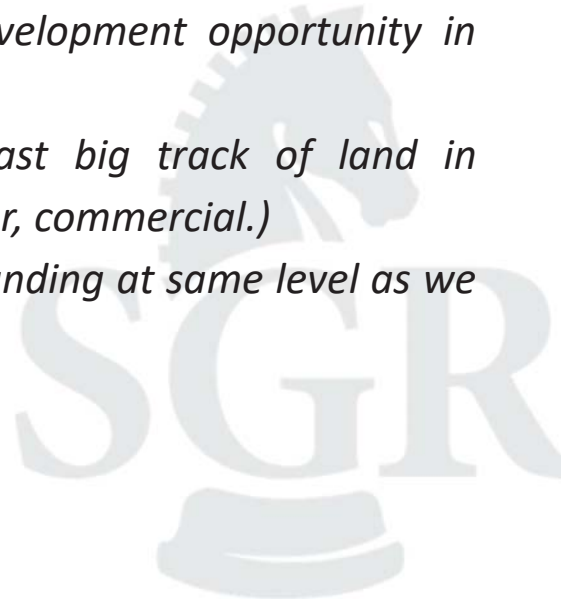 velopment opportunity in
ast big track of land in
r, commercial.)
nding at same level as we
SGR